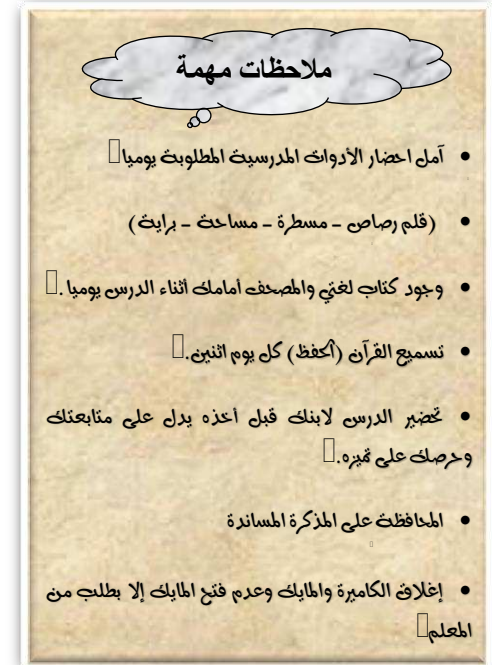 ملاحظات مهمة
• آمل احضار الأدوات المدرسية المطلوبة يوميا
• (قلم رصاص – مسطرة – مساحة – براية)
• وجود كتاب لغتي والمصحف أمامك أثناء الدرس يوميا .
• تسميع القرآن (الحفظ) كل يوم اثنين.
• تحضير الدرس لابنك قبل أخذه يدل على متابعتك
وحرصك على تميزه.
• المحافظة على المذكرة المساندة
• إغلاق الكاميرة والمايك وعدم فتح المايك إلا بطلب من
المعلم